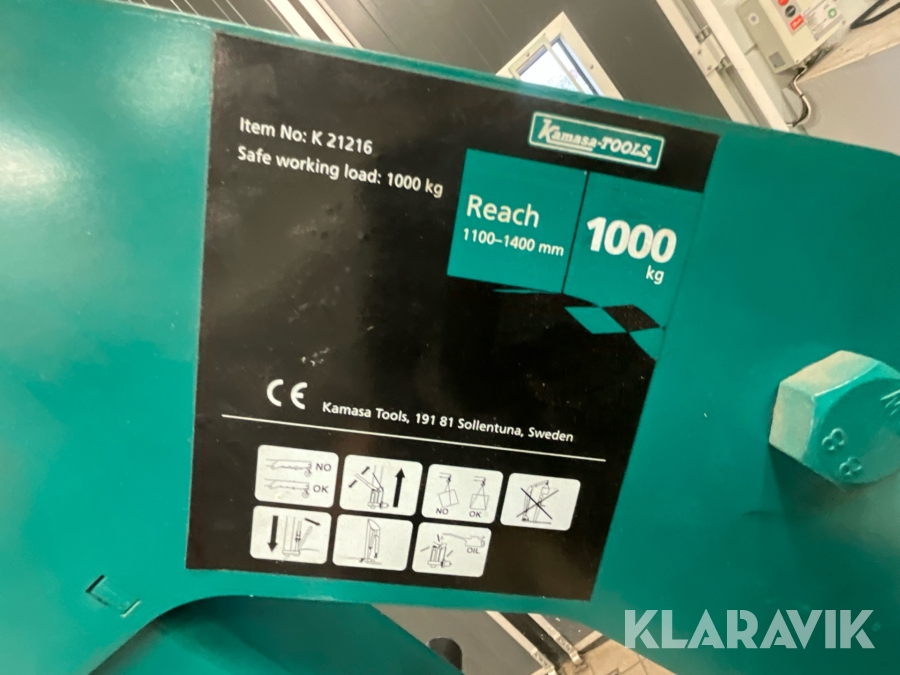 Item No: K 21216
Safe working load: 1000 kg
Kamasa-TOOLS®
Reach
1100–1400 mm
1000
kg
CE
Kamasa Tools, 191 81 Sollentuna, Sweden
NO
OK
NO
OK
OIL
8.8
KLARAVIK